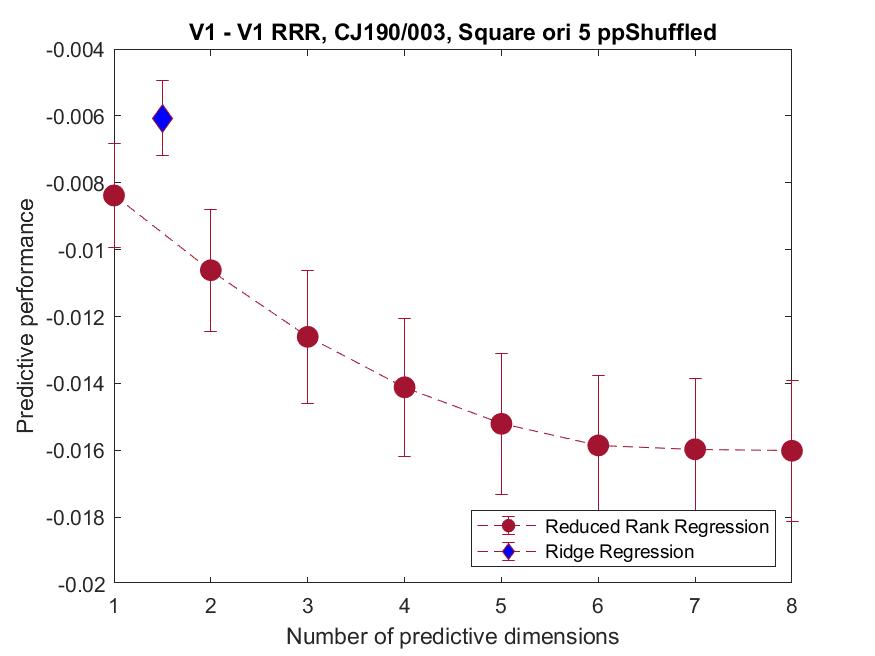 V1 - V1 RRR, CJ190/003, Square ori 5 ppShuffled
-0.004
-0.006
-0.008
-0.01
-0.012
-0.014
-0.016
-0.018
-0.02
Predictive performance
Reduced Rank Regression
Ridge Regression
1 2 3 4 5 6 7 8
Number of predictive dimensions